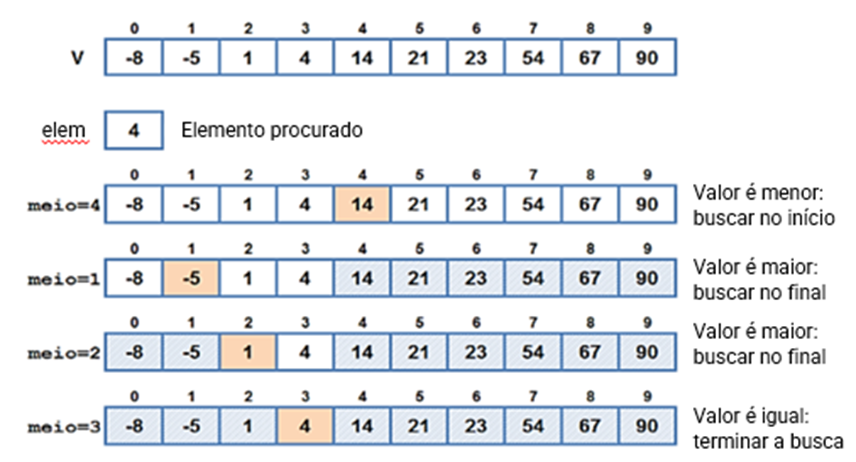 0 1 2 3 4 5 6 7 8 9
V -8 -5 1 4 14 21 23 54 67 90
elem 4 Elemento procurado
0 1 2 3 4 5 6 7 8 9
meio=4 -8 -5 1 4 14 21 23 54 67 90
Valor é menor:
buscar no início
0 1 2 3 4 5 6 7 8 9
meio=1 -8 -5 1 4 14 21 23 54 67 90
Valor é maior:
buscar no final
0 1 2 3 4 5 6 7 8 9
meio=2 -8 -5 1 4 14 21 23 54 67 90
Valor é maior:
buscar no final
0 1 2 3 4 5 6 7 8 9
meio=3 -8 -5 1 4 14 21 23 54 67 90
Valor é igual:
terminar a busca